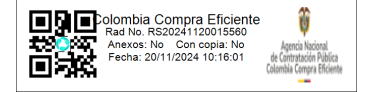 Colombia Compra Eficiente
Rad No. RS20241120015560
Anexos: No Con copia: No
Fecha: 20/11/2024 10:16:01
Agencia Nacional
de Contratación Pública
Colombia Compra Eficiente